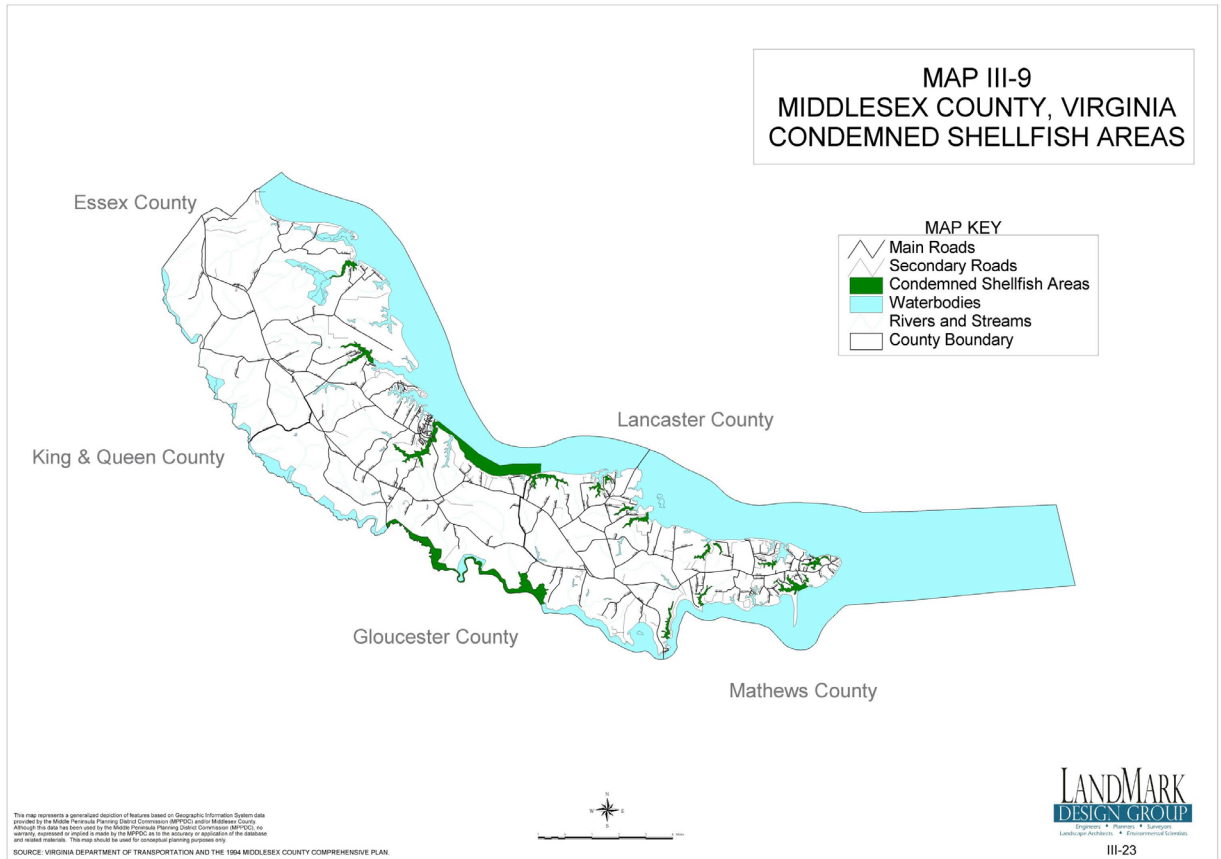 MAP III-9
MIDDLESEX COUNTY, VIRGINIA
CONDEMNED SHELLFISH AREAS
Essex County
MAP KEY
Main Roads
Secondary Roads
Condemned Shellfish Areas
Waterbodies
Rivers and Streams
County Boundary
Lancaster County
King & Queen County
Gloucester County
Mathews County
N
W E
S
This map represents a generalized depiction of features based on Geographic Information System data
provided by the Middle Peninsula Planning District Commission (MPPDC) and/or Middlesex County.
Although this data has been used by the Middle Peninsula Planning District Commission (MPPDC), no
warranty, expressed or implied is made by the MPPDC as to the accuracy or application of the database
and related materials. This map should be used for conceptual planning purposes only.
SOURCE: VIRGINIA DEPARTMENT OF TRANSPORTATION AND THE 1994 MIDDLESEX COUNTY COMPREHENSIVE PLAN.
LANDMARK
DESIGN GROUP
Engineers • Planners • Surveyors
Landscape Architects • Environmental Scientists
III-23